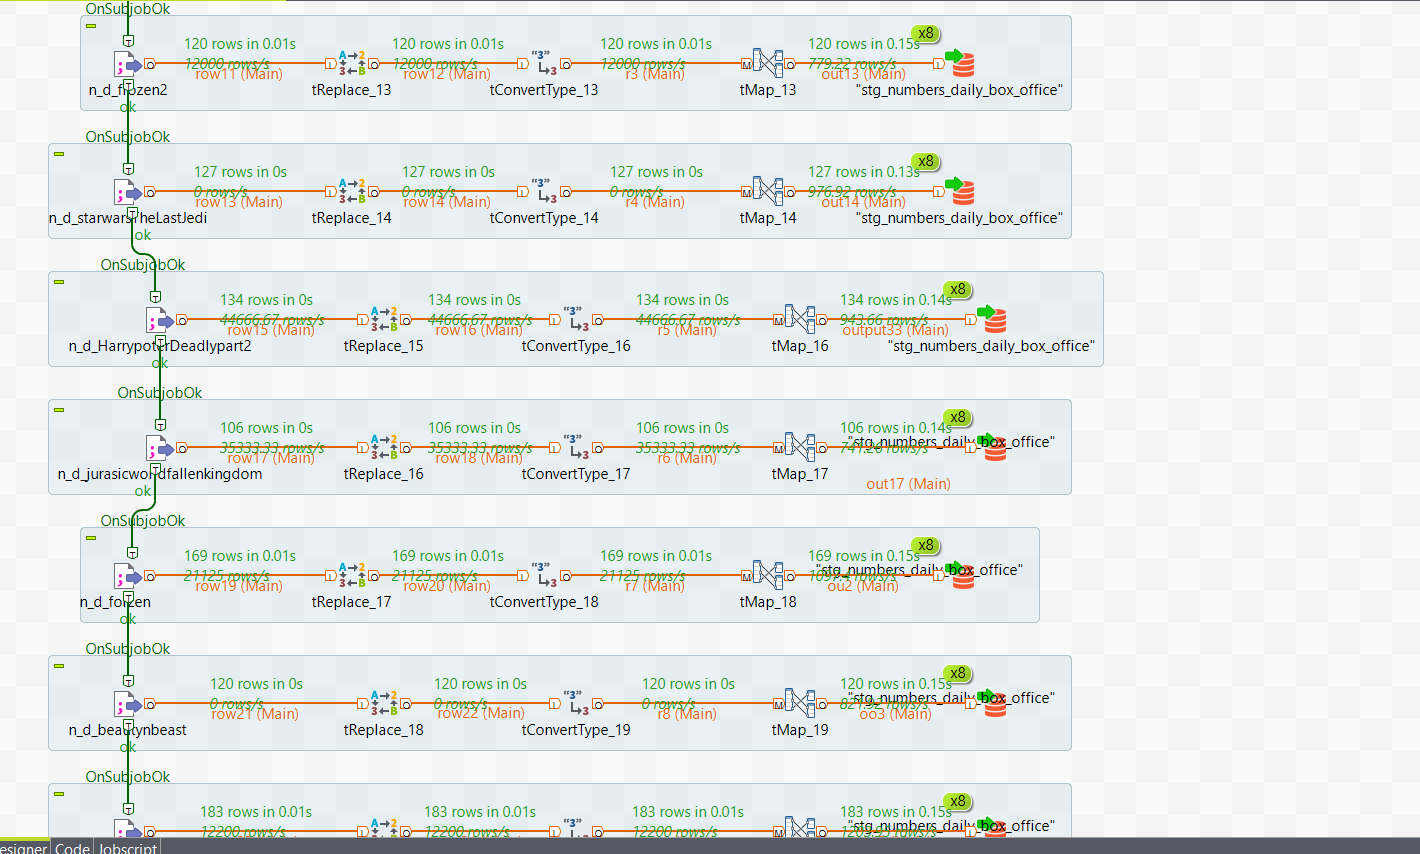 OnSubjobOk
120 rows in 0.01s 120 rows in 0.01s 120 rows in 0.01s 120 rows in 0.15s x8
12000 rows/s 12000 rows/s 12000 rows/s 779.22 rows/s
row11 (Main) row12 (Main) r3 (Main) out13 (Main)
n_d_frozen2 tReplace_13 tConvertType_13 tMap_13 "stg_numbers_daily_box_office"
ok
OnSubjobOk
127 rows in 0s 127 rows in 0s 127 rows in 0s 127 rows in 0.13s x8
0 rows/s 0 rows/s 0 rows/s 976.92 rows/s
row13 (Main) row14 (Main) r4 (Main) out14 (Main)
n_d_starwarsTheLastJedi tReplace_14 tConvertType_14 tMap_14 "stg_numbers_daily_box_office"
ok
OnSubjobOk
134 rows in 0s 134 rows in 0s 134 rows in 0s 134 rows in 0.14s x8
44666.67 rows/s 44666.67 rows/s 44666.67 rows/s 943.66 rows/s
row15 (Main) row16 (Main) r5 (Main) output33 (Main)
n_d_HarrypoterDeadlypart2 tReplace_15 tConvertType_16 tMap_16 "stg_numbers_daily_box_office"
ok
OnSubjobOk
106 rows in 0s 106 rows in 0s 106 rows in 0s 106 rows in 0.14s x8
35333.33 rows/s 35333.33 rows/s 35333.33 rows/s 741.26 rows/s "stg_numbers_daily_box_office"
row17 (Main) row18 (Main) r6 (Main)
n_d_jurasicworldfallenkingdom tReplace_16 tConvertType_17 tMap_17
out17 (Main)
ok
OnSubjobOk
169 rows in 0.01s 169 rows in 0.01s 169 rows in 0.01s 169 rows in 0.15s x8
21125 rows/s 21125 rows/s 21125 rows/s "stg_numbers_daily_box_office"
row19 (Main) row20 (Main) r7 (Main) ou2 (Main)
n_d_forzen tReplace_17 tConvertType_18 tMap_18
ok
OnSubjobOk
120 rows in 0s 120 rows in 0s 120 rows in 0s 120 rows in 0.15s x8
0 rows/s 0 rows/s 0 rows/s "stg_numbers_daily_box_office"
row21 (Main) row22 (Main) r8 (Main) oo3 (Main)
n_d_beautynbeast tReplace_18 tConvertType_19 tMap_19
ok
OnSubjobOk
183 rows in 0.01s 183 rows in 0.01s 183 rows in 0.01s 183 rows in 0.15s x8
12200 rows/s 12200 rows/s 12200 rows/s "stg_numbers_daily_box_office"
esigner Code Jobscript